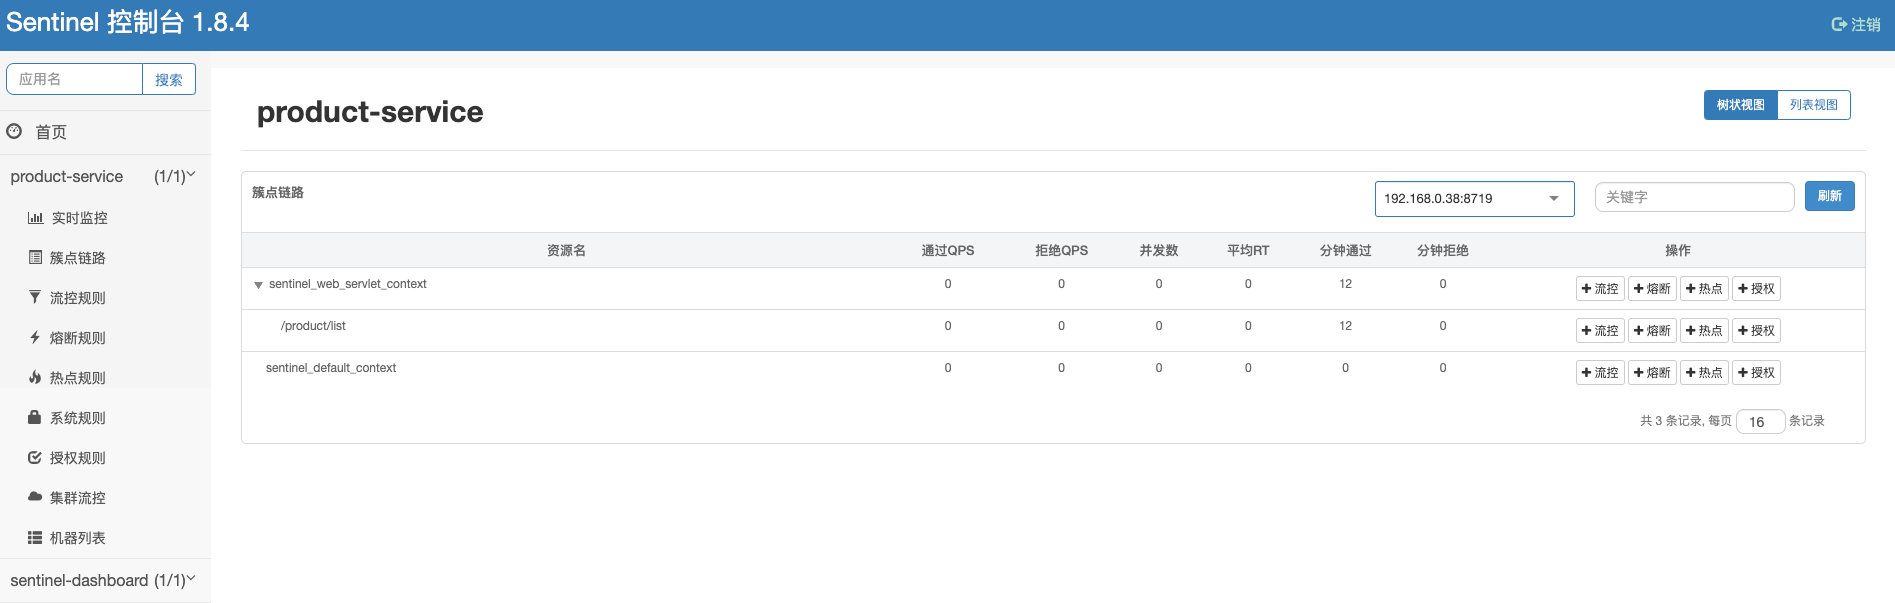 Sentinel 控制台 1.8.4
注销
应用名 搜索
首页
product-service (1/1)
实时监控
簇点链路
流控规则
熔断规则
热点规则
系统规则
授权规则
集群流控
机器列表
sentinel-dashboard (1/1)
product-service
树状视图 列表视图
簇点链路 192.168.0.38:8719 关键字 刷新
资源名 通过QPS 拒绝QPS 并发数 平均RT 分钟通过 分钟拒绝 操作
sentinel_web_servlet_context 0 0 0 0 12 0 流控 熔断 热点 授权
/product/list 0 0 0 0 12 0 流控 熔断 热点 授权
sentinel_default_context 0 0 0 0 0 0 流控 熔断 热点 授权
共 3 条记录, 每页 16 条记录